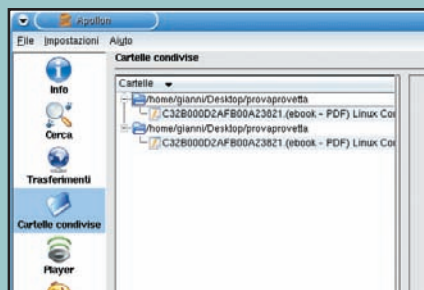 Apollon
File Impostazioni Aiuto
Cartelle condivise
Info
Cerca
Trasferimenti
Cartelle condivise
Player
Cartelle
/home/gianni/Desktop/provaprovetta
C32B000D2AFB00A23821.(ebook - PDF) Linux Co
/home/gianni/Desktop/provaprovetta
C32B000D2AFB00A23821.(ebook - PDF) Linux Co